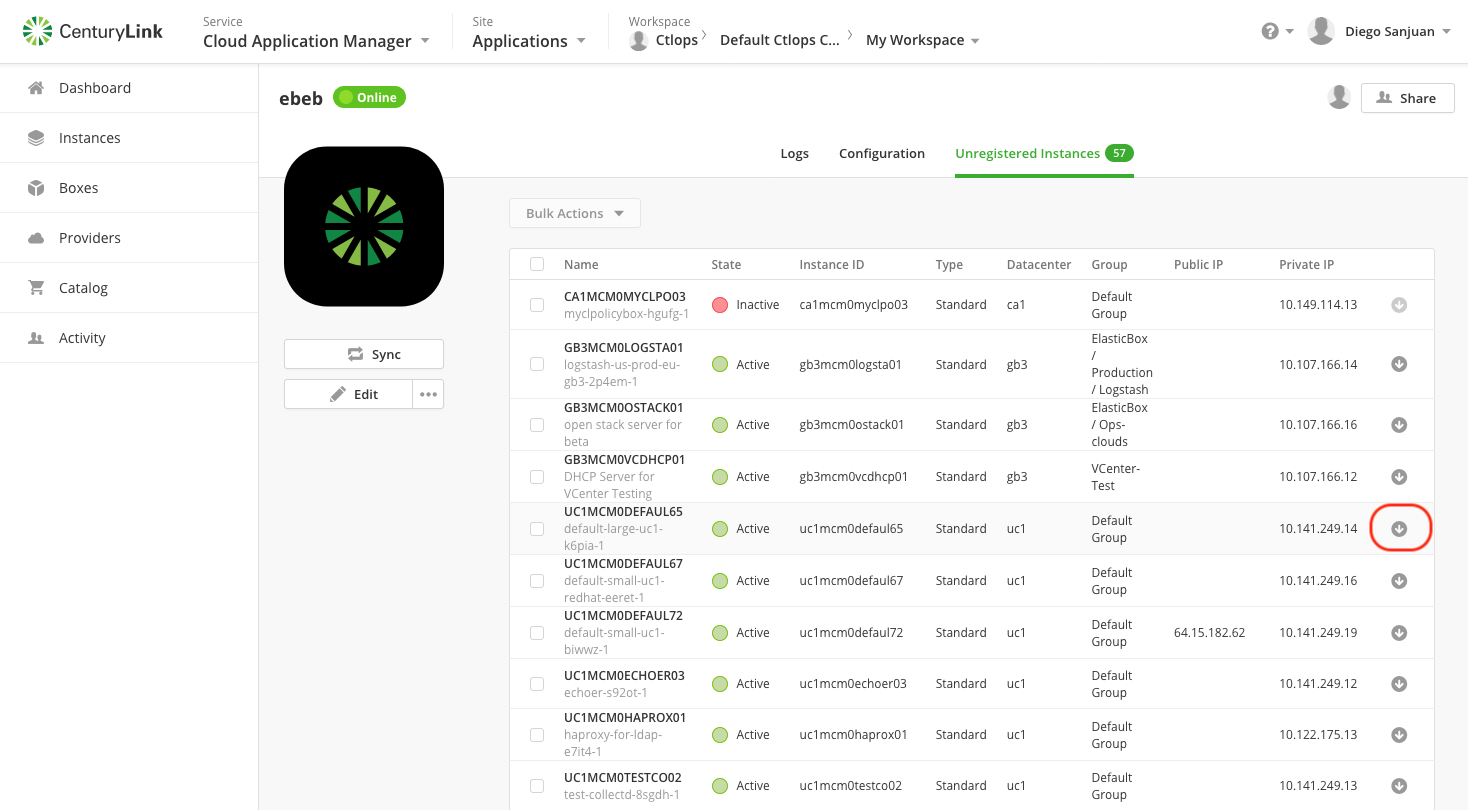 CenturyLink
Service
Cloud Application Manager
Site
Applications
Workspace
Ctlops
Default Ctlops C...
My Workspace
?
Diego Sanjuan
Dashboard
Instances
Boxes
Providers
Catalog
Activity
ebeb
Online
Share
Logs
Configuration
Unregistered Instances 57
Sync
Edit
Bulk Actions
Name State Instance ID Type Datacenter Group Public IP Private IP
CA1MCM0MYCLPO03
myclpolicybox-hgufg-1
Inactive
ca1mcm0myclpo03
Standard
ca1
Default
Group
10.149.114.13
GB3MCM0LOGSTA01
logstash-us-prod-eu-
gb3-2p4em-1
Active
gb3mcm0logsta01
Standard
gb3
ElasticBox
/
Production
/ Logstash
10.107.166.14
GB3MCM0OSTACK01
open stack server for
beta
Active
gb3mcm0ostack01
Standard
gb3
ElasticBox
/ Ops-
clouds
10.107.166.16
GB3MCM0VCDHCP01
DHCP Server for
VCenter Testing
Active
gb3mcm0vcdhcp01
Standard
gb3
VCenter-
Test
10.107.166.12
UC1MCM0DEFAUL65
default-large-uc1-
k6pia-1
Active
uc1mcm0defaul65
Standard
uc1
Default
Group
10.141.249.14
UC1MCM0DEFAUL67
default-small-uc1-
redhat-eeret-1
Active
uc1mcm0defaul67
Standard
uc1
Default
Group
10.141.249.16
UC1MCM0DEFAUL72
default-small-uc1-
biwwz-1
Active
uc1mcm0defaul72
Standard
uc1
Default
Group
64.15.182.62
10.141.249.19
UC1MCM0ECHOER03
echoer-s92ot-1
Active
uc1mcm0echoer03
Standard
uc1
Default
Group
10.141.249.12
UC1MCM0HAPROX01
haproxy-for-ldap-
e7it4-1
Active
uc1mcm0haprox01
Standard
uc1
Default
Group
10.122.175.13
UC1MCM0TESTCO02
test-collectd-8sgdh-1
Active
uc1mcm0testco02
Standard
uc1
Default
Group
10.141.249.13